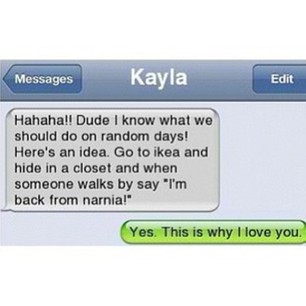 Messages
Kayla
Edit
Hahaha!! Dude I know what we
should do on random days!
Here's an idea. Go to ikea and
hide in a closet and when
someone walks by say "I'm
back from narnia!"
Yes. This is why I love you.